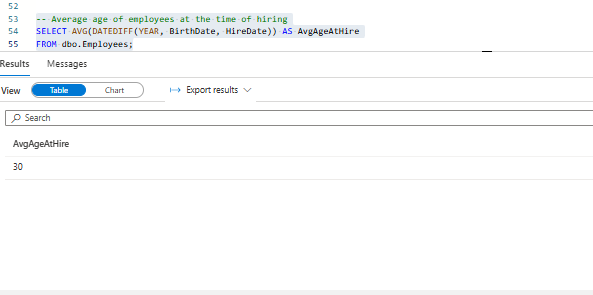 52
53 -- Average age of employees at the time of hiring
54 SELECT AVG(DATEDIFF(YEAR, BirthDate, HireDate)) AS AvgAgeAtHire
55 FROM dbo.Employees;
Results Messages
View Table Chart Export results
Search
AvgAgeAtHire
30